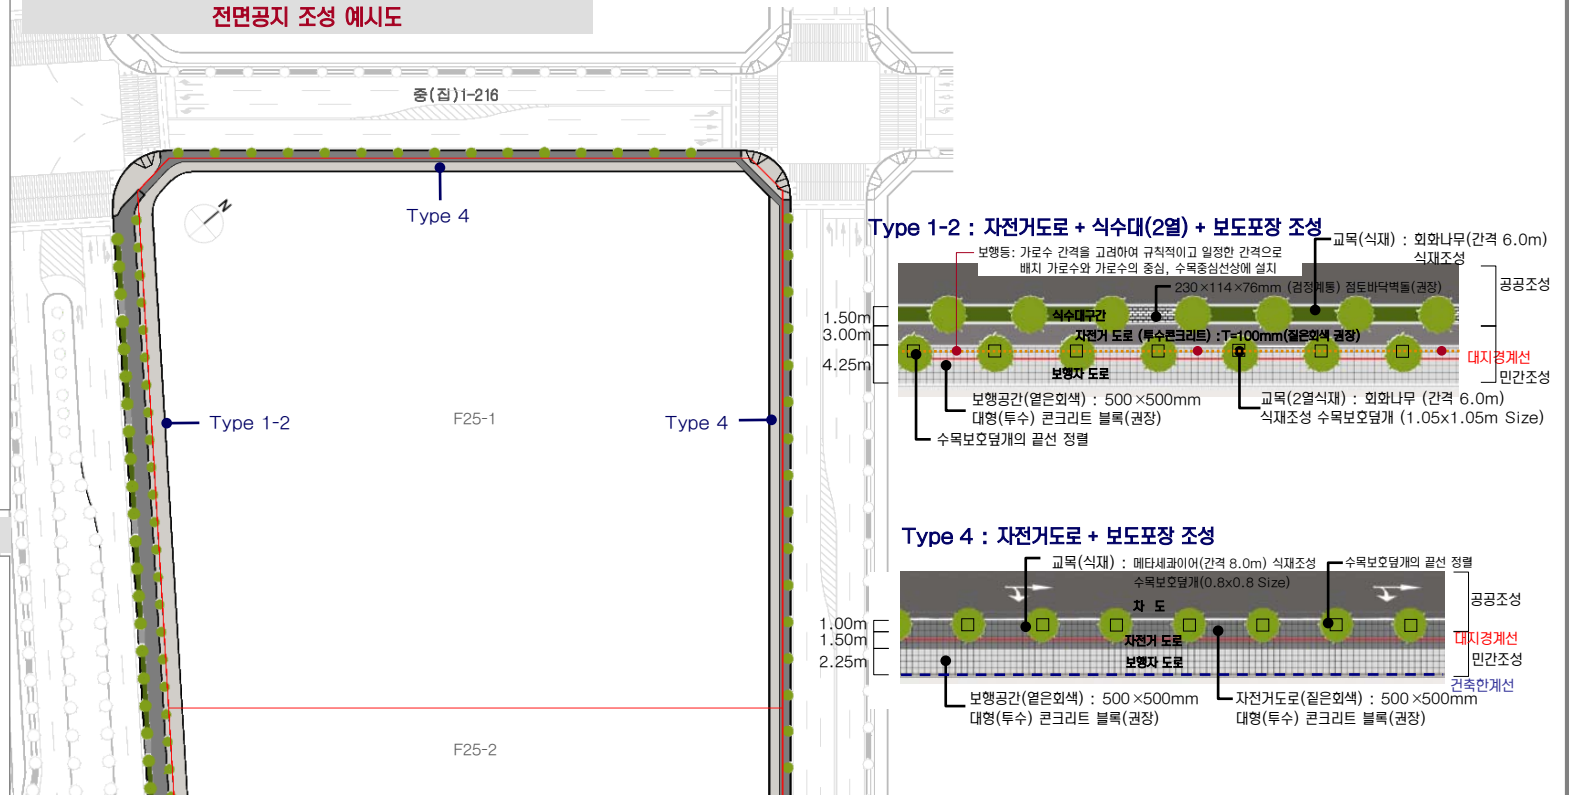 전면공지 조성 예시도
중(집)1-216
N
Type 4
Type 1-2
F25-1
Type 4
F25-2
Type 1-2 : 자전거도로 + 식수대(2열) + 보도포장 조성
보행등: 가로수 간격을 고려하여 규칙적이고 일정한 간격으로
배치 가로수와 가로수의 중심, 수목중심선상에 설치
교목(식재) : 회화나무(간격 6.0m)
식재조성
230×114×76mm (검정계통) 점토바닥벽돌(권장)
공공조성
1.50m
식수대구간
3.00m
자전거 도로 (투수콘크리트) :T=100mm(짙은회색 권장)
대지경계선
4.25m
보행자 도로
민간조성
보행공간(옅은회색) : 500×500mm
대형(투수) 콘크리트 블록(권장)
수목보호덮개의 끝선 정렬
교목(2열식재) : 회화나무 (간격 6.0m)
식재조성 수목보호덮개 (1.05x1.05m Size)
Type 4 : 자전거도로 + 보도포장 조성
교목(식재) : 메타세콰이어(간격 8.0m) 식재조성
수목보호덮개(0.8x0.8 Size)
수목보호덮개의 끝선 정렬
차 도
공공조성
1.00m
1.50m
자전거 도로
대지경계선
2.25m
보행자 도로
민간조성
건축한계선
보행공간(옅은회색) : 500×500mm
대형(투수) 콘크리트 블록(권장)
자전거도로(짙은회색) : 500×500mm
대형(투수) 콘크리트 블록(권장)